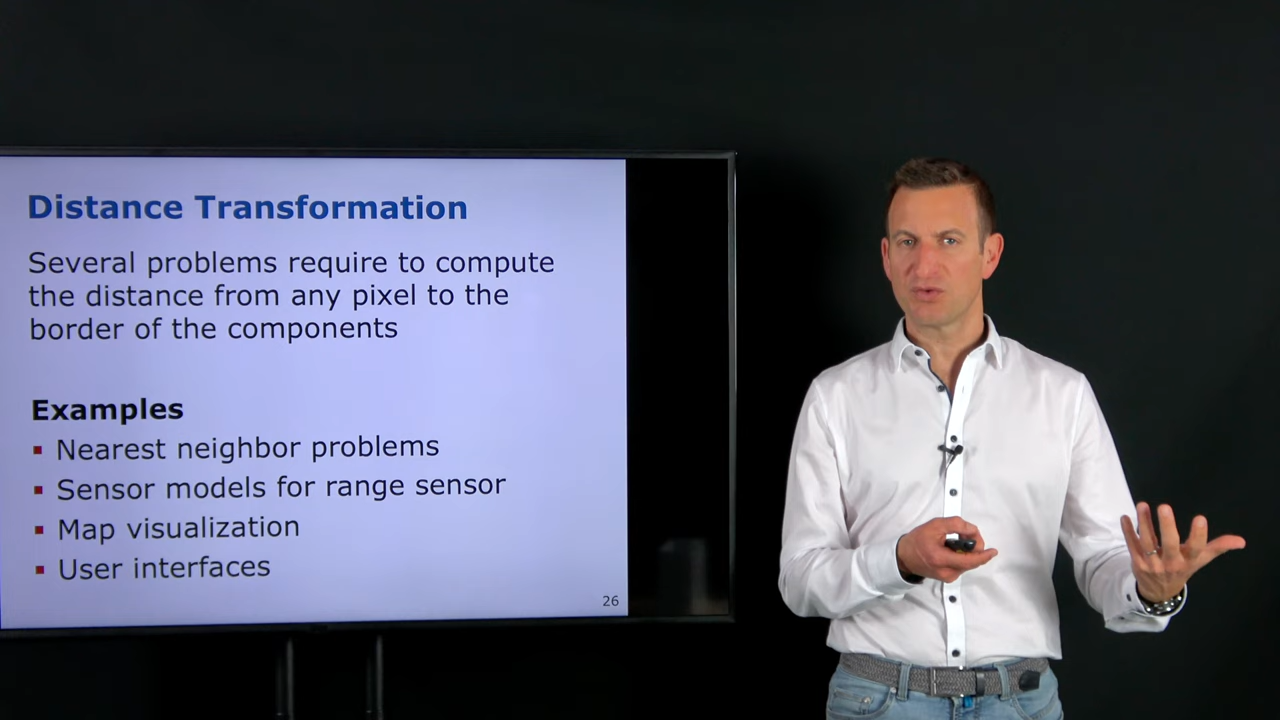 Distance Transformation
Several problems require to compute
the distance from any pixel to the
border of the components
Examples
▪ Nearest neighbor problems
▪ Sensor models for range sensor
▪ Map visualization
▪ User interfaces
26